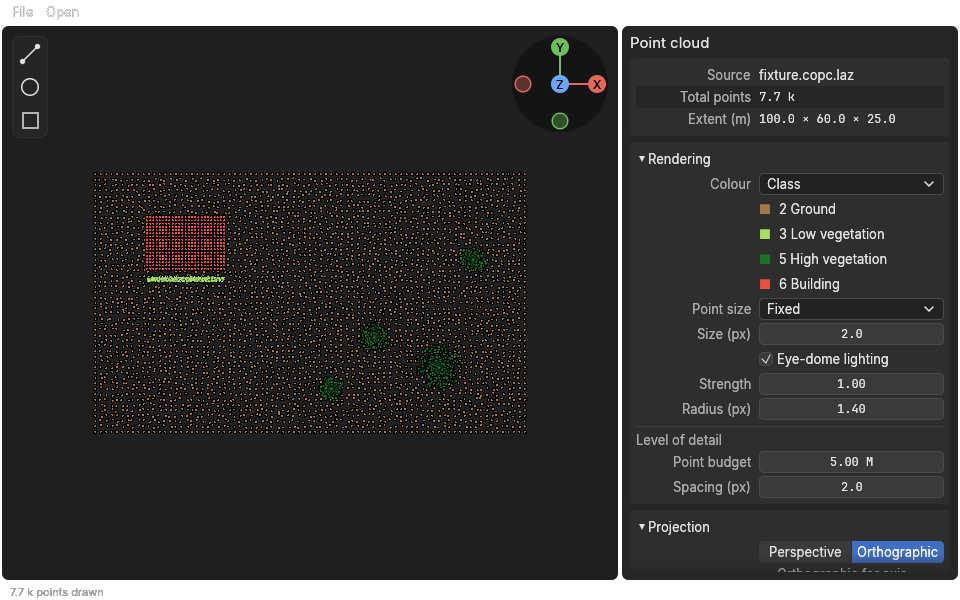 File Open
Y
Z X
Point cloud
Source fixture.copc.laz
Total points 7.7 k
Extent (m) 100.0 × 60.0 × 25.0
Rendering
Colour Class
2 Ground
3 Low vegetation
5 High vegetation
6 Building
Point size Fixed
Size (px) 2.0
Eye-dome lighting
Strength 1.00
Radius (px) 1.40
Level of detail
Point budget 5.00 M
Spacing (px) 2.0
Projection
Perspective Orthographic
Orthographic for axis
7.7 k points drawn